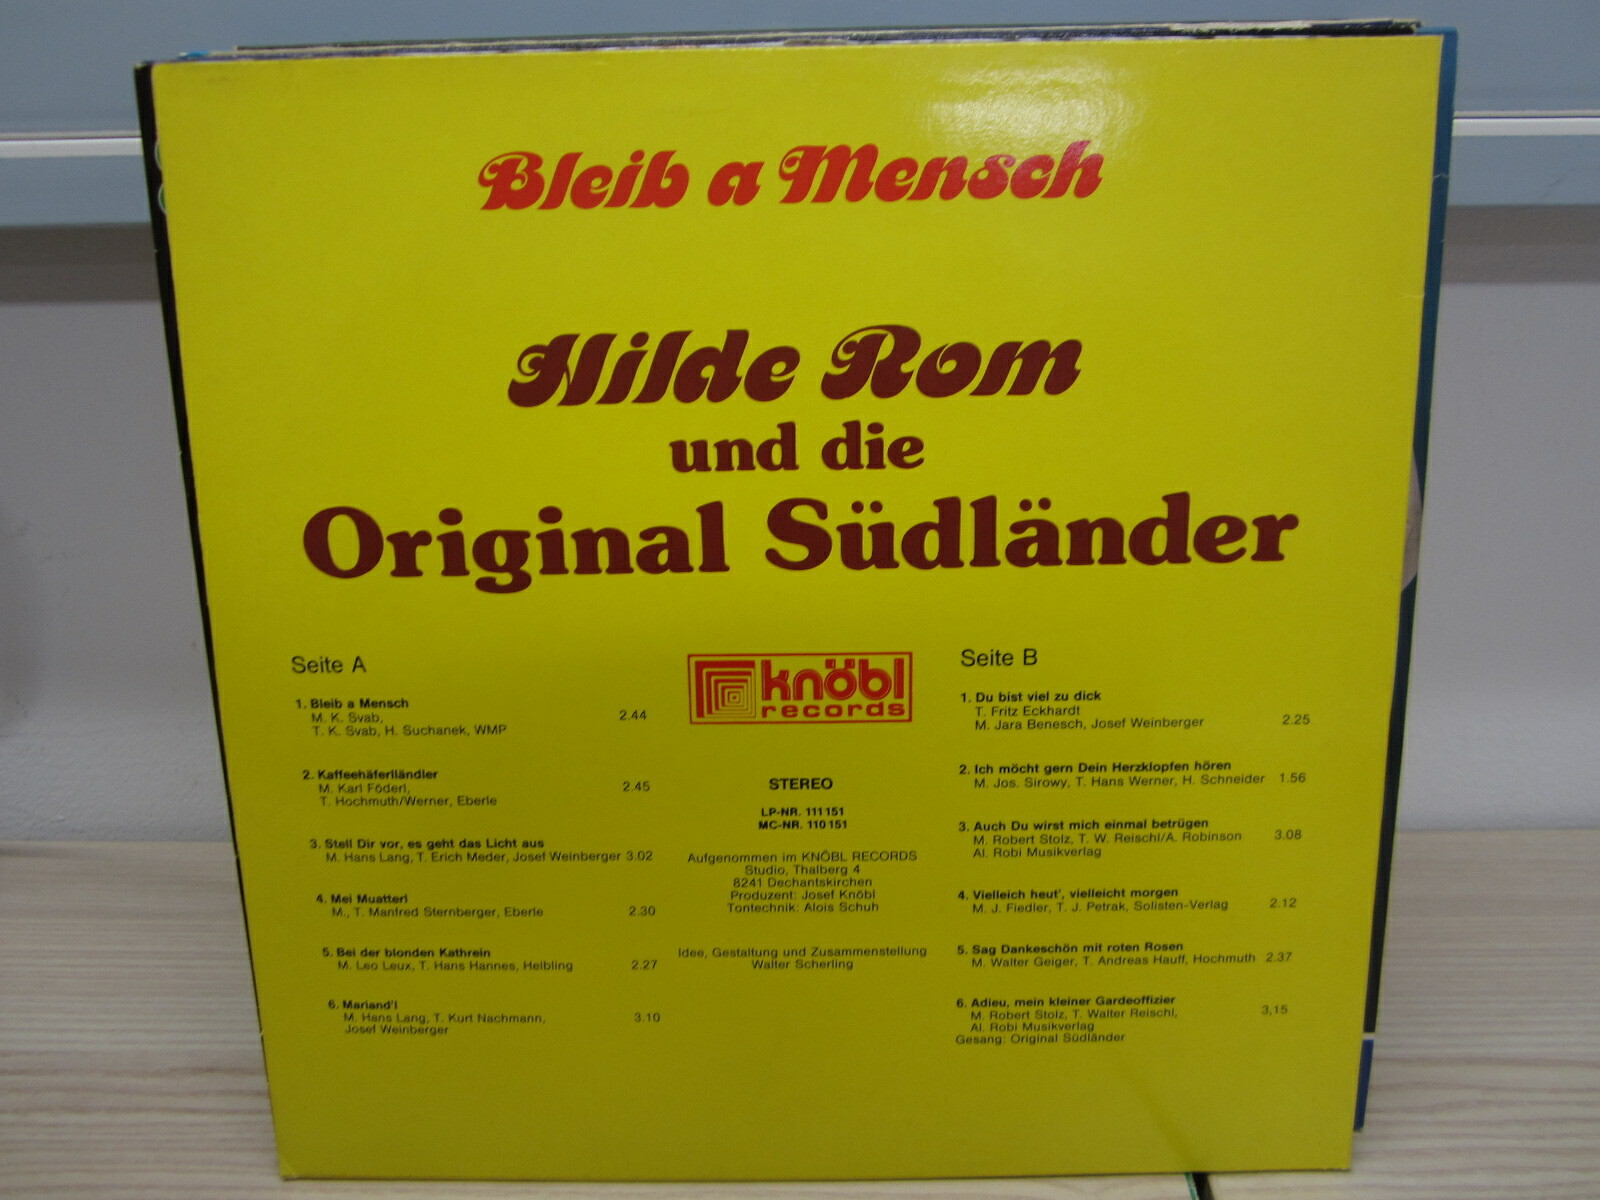 Bleib a Mensch
Hilde Rom
und die
Original Südländer
Seite A
1. Bleib a Mensch
M. K. Svab,
T. K. Svab, H. Suchanek, WMP 2.44
2. Kaffeehäferlländler
M. Karl Föderl,
T. Hochmuth/Werner, Eberle 2.45
3. Stell Dir vor, es geht das Licht aus
M. Hans Lang, T. Erich Meder, Josef Weinberger 3.02
4. Mei Muatterl
M., T. Manfred Sternberger, Eberle 2.30
5. Bei der blonden Kathrein
M. Leo Leux, T. Hans Hannes, Helbling 2.27
6. Mariand'l
M. Hans Lang, T. Kurt Nachmann, 3.10
Josef Weinberger
knöbl
records
STEREO
LP-NR. 111 151
MC-NR. 110 151
Aufgenommen im KNÖBL RECORDS
Studio, Thalberg 4
8241 Dechantskirchen
Produzent: Josef Knöbl
Tontechnik: Alois Schuh
Idee, Gestaltung und Zusammenstellung
Walter Scherling
Seite B
1. Du bist viel zu dick
T. Fritz Eckhardt
M. Jara Benesch, Josef Weinberger 2.25
2. Ich möcht gern Dein Herzklopfen hören
M. Jos. Sirowy, T. Hans Werner, H. Schneider 1.56
3. Auch Du wirst mich einmal betrügen
M. Robert Stolz, T. W. Reischl/A. Robinson 3.08
Al. Robi Musikverlag
4. Vielleich heut', vielleicht morgen
M. J. Fiedler, T. J. Petrak, Solisten-Verlag 2.12
5. Sag Dankeschön mit roten Rosen
M. Walter Geiger, T. Andreas Hauff, Hochmuth 2.37
6. Adieu, mein kleiner Gardeoffizier
M. Robert Stolz, T. Walter Reischl, 3,15
Al. Robi Musikverlag
Gesang: Original Südländer